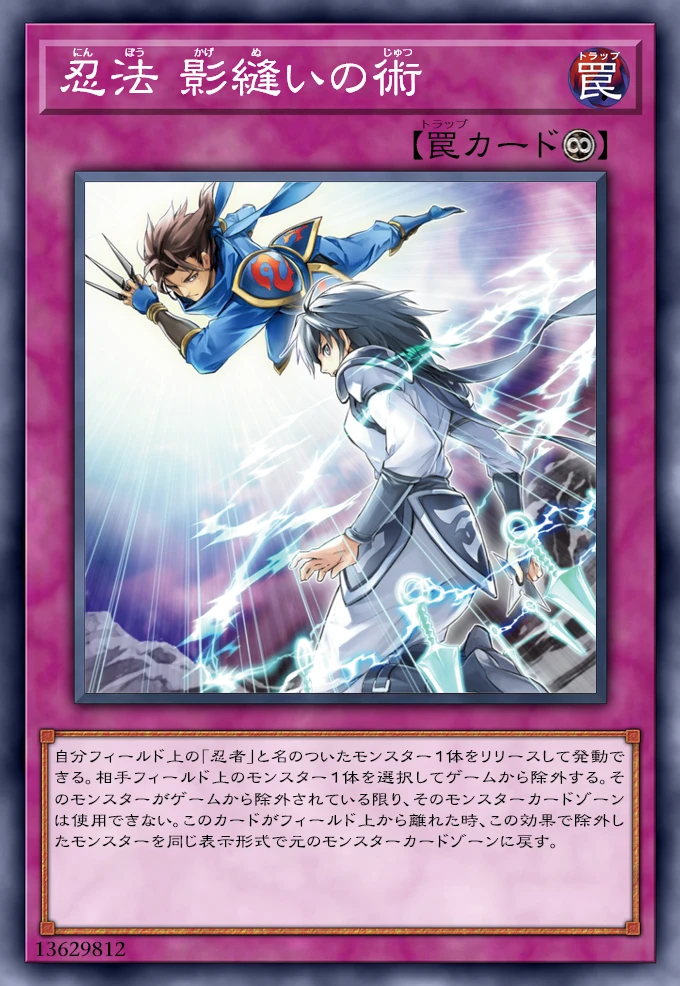 にん ぽう かげ ぬ じゅつ
忍法 影縫いの術
トラップ
罠
トラップ
【罠カード】
自分フィールド上の「忍者」と名のついたモンスター1体をリリースして発動で
きる。相手フィールド上のモンスター1体を選択してゲームから除外する。そ
のモンスターがゲームから除外されている限り、そのモンスターカードゾーン
は使用できない。このカードがフィールド上から離れた時、この効果で除外し
たモンスターを同じ表示形式で元のモンスターカードゾーンに戻す。
13629812